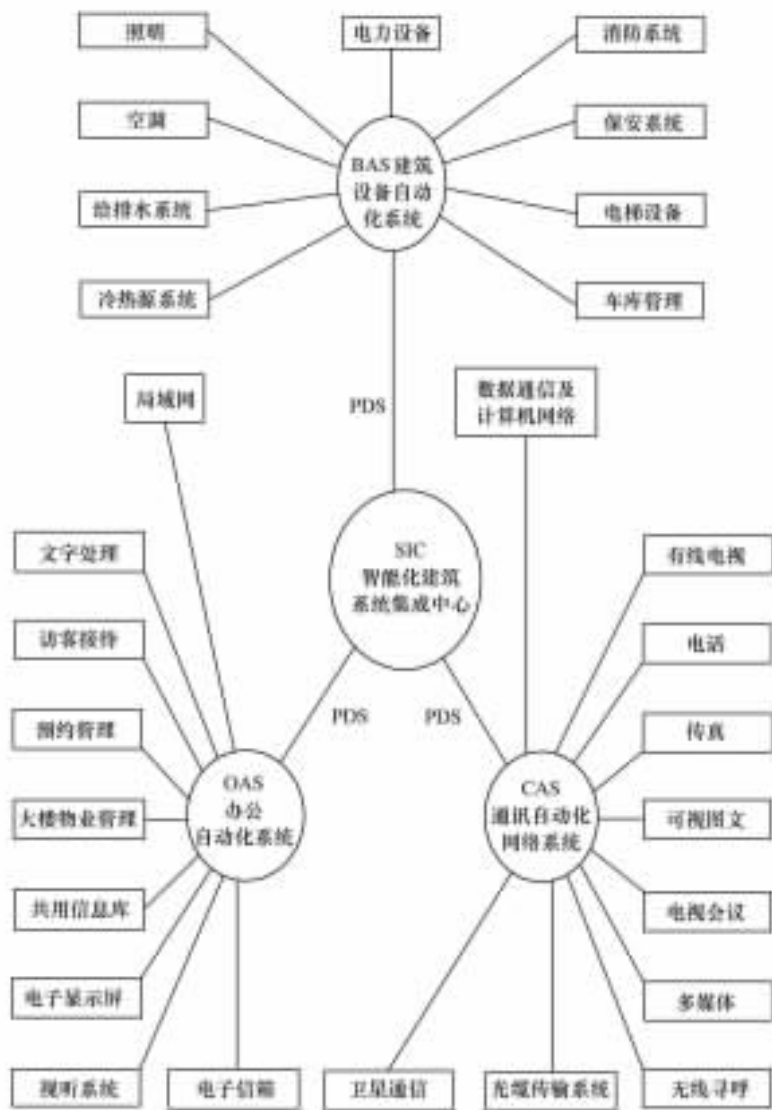 照明
电力设备
消防系统
空调
保安系统
BAS建筑
设备自动
化系统
给排水系统
电梯设备
冷热源系统
车库管理
局域网
PDS
数据通信及
计算机网络
SIC
智能化建筑
系统集成中心
文字处理
有线电视
访客接待
电话
PDS
PDS
预约管理
传真
OAS
办公
自动化系统
CAS
通讯自动化
网络系统
大楼物业管理
可视图文
共用信息库
电视会议
电子显示屏
多媒体
视听系统
电子信箱
卫星通信
光缆传输系统
无线寻呼